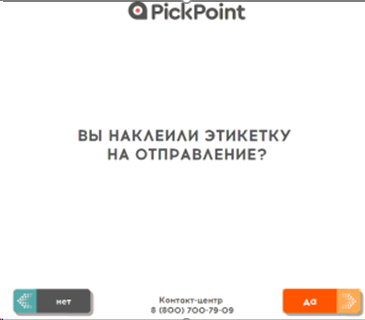 PickPoint
ВЫ НАКЛЕИЛИ ЭТИКЕТКУ
НА ОТПРАВЛЕНИЕ?
нет
Контакт-центр
8 (800) 700-79-09
да